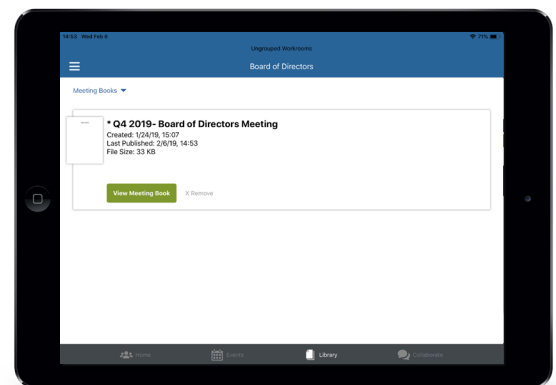 14:53 Wed Feb 6
71%
Ungrouped Workrooms
Board of Directors
Meeting Books
* Q4 2019- Board of Directors Meeting
Created: 1/24/19, 15:07
Last Published: 2/6/19, 14:53
File Size: 33 KB
View Meeting Book X Remove
Home Events Library Collaborate